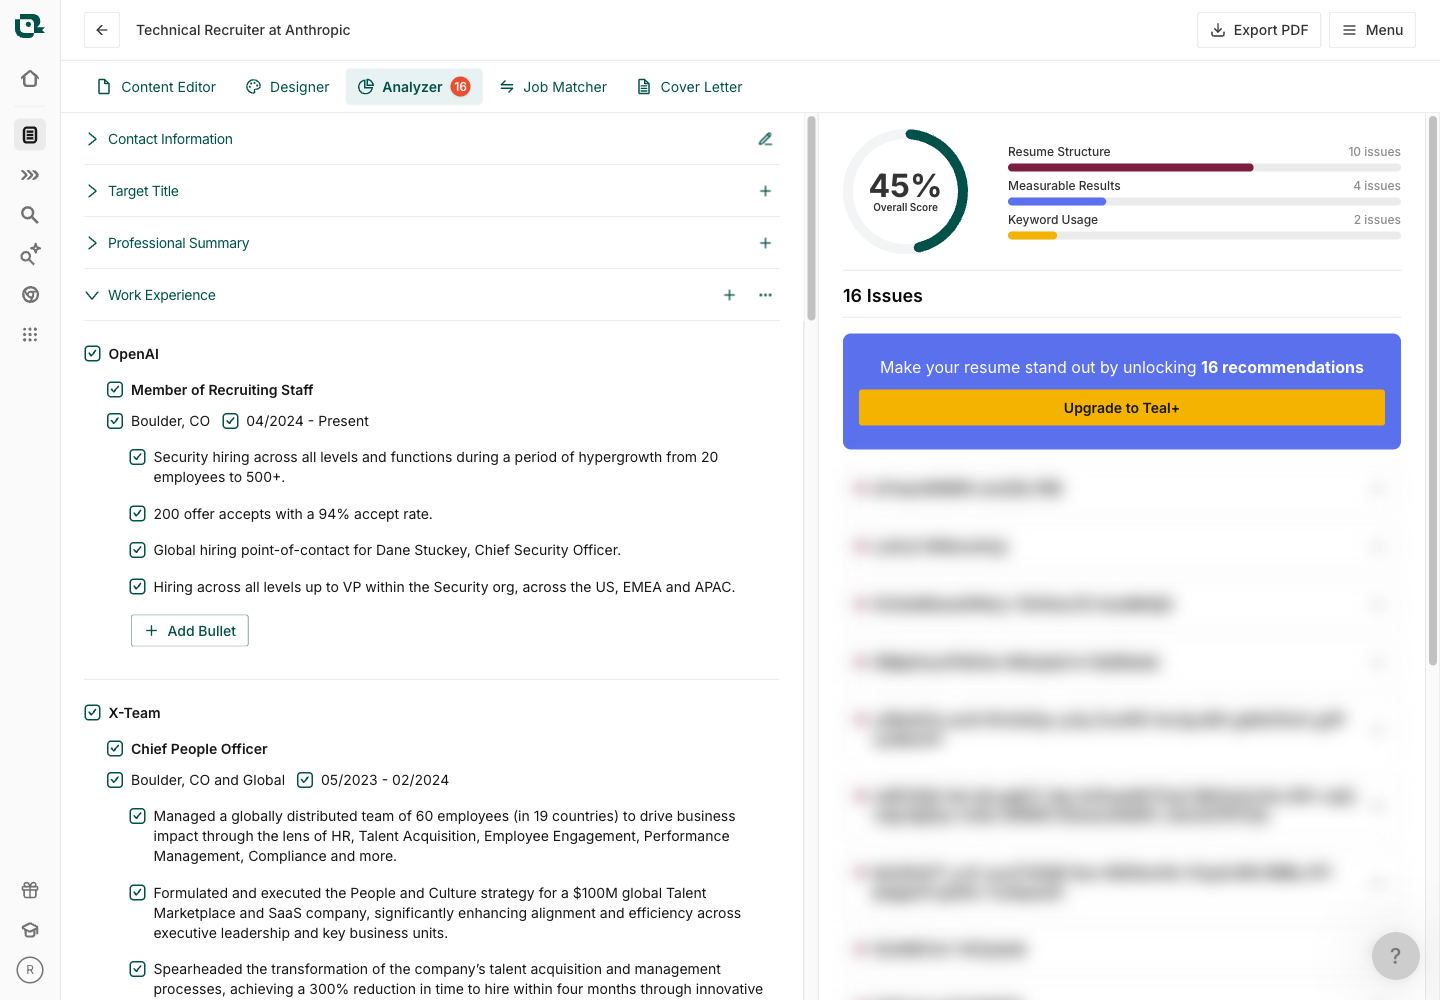 Technical Recruiter at Anthropic
Export PDF
Menu
Content Editor
Designer
Analyzer 16
Job Matcher
Cover Letter
Contact Information
Target Title
Professional Summary
Work Experience
OpenAI
Member of Recruiting Staff
Boulder, CO 04/2024 - Present
Security hiring across all levels and functions during a period of hypergrowth from 20
employees to 500+.
200 offer accepts with a 94% accept rate.
Global hiring point-of-contact for Dane Stuckey, Chief Security Officer.
Hiring across all levels up to VP within the Security org, across the US, EMEA and APAC.
Add Bullet
X-Team
Chief People Officer
Boulder, CO and Global 05/2023 - 02/2024
Managed a globally distributed team of 60 employees (in 19 countries) to drive business
impact through the lens of HR, Talent Acquisition, Employee Engagement, Performance
Management, Compliance and more.
Formulated and executed the People and Culture strategy for a $100M global Talent
Marketplace and SaaS company, significantly enhancing alignment and efficiency across
executive leadership and key business units.
Spearheaded the transformation of the company's talent acquisition and management
processes, achieving a 300% reduction in time to hire within four months through innovative
R
45%
Overall Score
Resume Structure 10 issues
Measurable Results 4 issues
Keyword Usage 2 issues
16 Issues
Make your resume stand out by unlocking 16 recommendations
Upgrade to Teal+
?